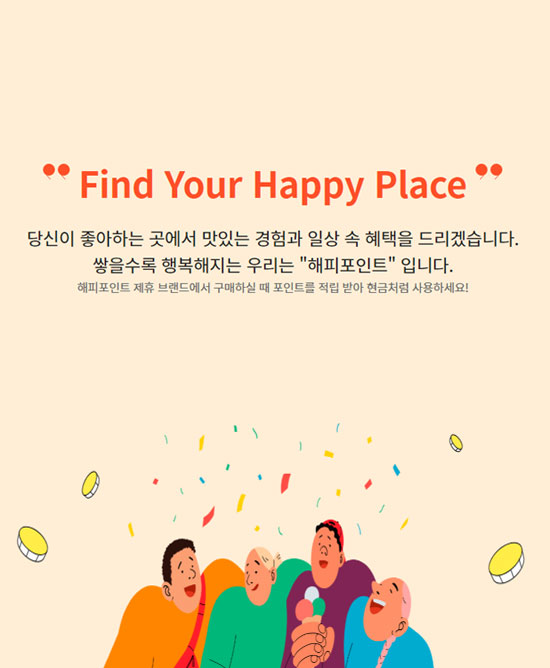 ❜❜ Find Your Happy Place ❜❜
당신이 좋아하는 곳에서 맛있는 경험과 일상 속 혜택을 드리겠습니다.
쌓을수록 행복해지는 우리는 "해피포인트" 입니다.
해피포인트 제휴 브랜드에서 구매하실 때 포인트를 적립 받아 현금처럼 사용하세요!